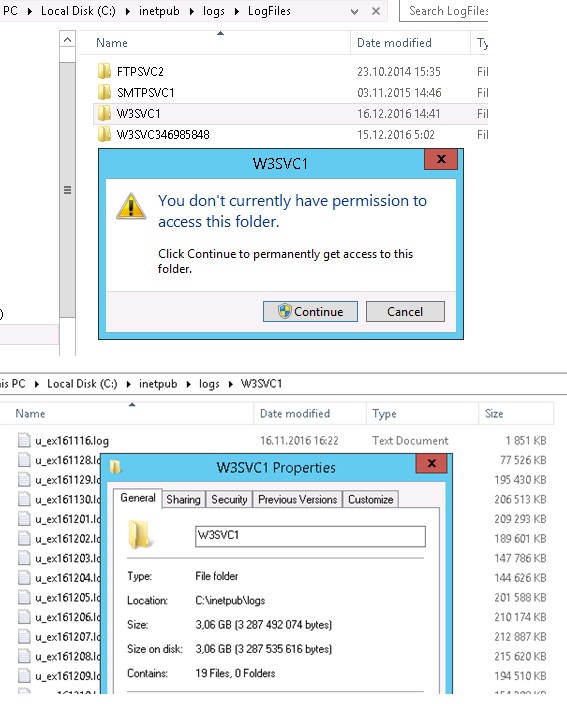 PC ▸ Local Disk (C:) ▸ inetpub ▸ logs ▸ LogFiles
Search LogFiles
Name Date modified Ty
FTPSVC2 23.10.2014 15:35 Fil
SMTPSVC1 03.11.2015 14:46 Fil
W3SVC1 16.12.2016 14:41 Fil
W3SVC346985848 15.12.2016 5:02 Fil
W3SVC1
You don't currently have permission to
access this folder.
Click Continue to permanently get access to this
folder.
Continue Cancel
)
his PC ▸ Local Disk (C:) ▸ inetpub ▸ logs ▸ W3SVC1
Name Date modified Type Size
u_ex161116.log 16.11.2016 16:22 Text Document 1 851 KB
u_ex161128.lo 77 526 KB
W3SVC1 Properties
u_ex161129.lo 195 430 KB
u_ex161130.lo 206 513 KB
General Sharing Security Previous Versions Customize
u_ex161201.lo 209 293 KB
u_ex161202.lo 189 601 KB
W3SVC1
u_ex161203.lo 147 786 KB
u_ex161204.lo 144 626 KB
Type: File folder
u_ex161205.lo 201 588 KB
Location: C:\inetpub\logs
u_ex161206.lo 210 174 KB
Size: 3,06 GB (3 287 492 074 bytes)
u_ex161207.lo 212 887 KB
Size on disk: 3,06 GB (3 287 535 616 bytes)
u_ex161208.lo 215 620 KB
Contains: 19 Files, 0 Folders
u_ex161209.lo 194 510 KB